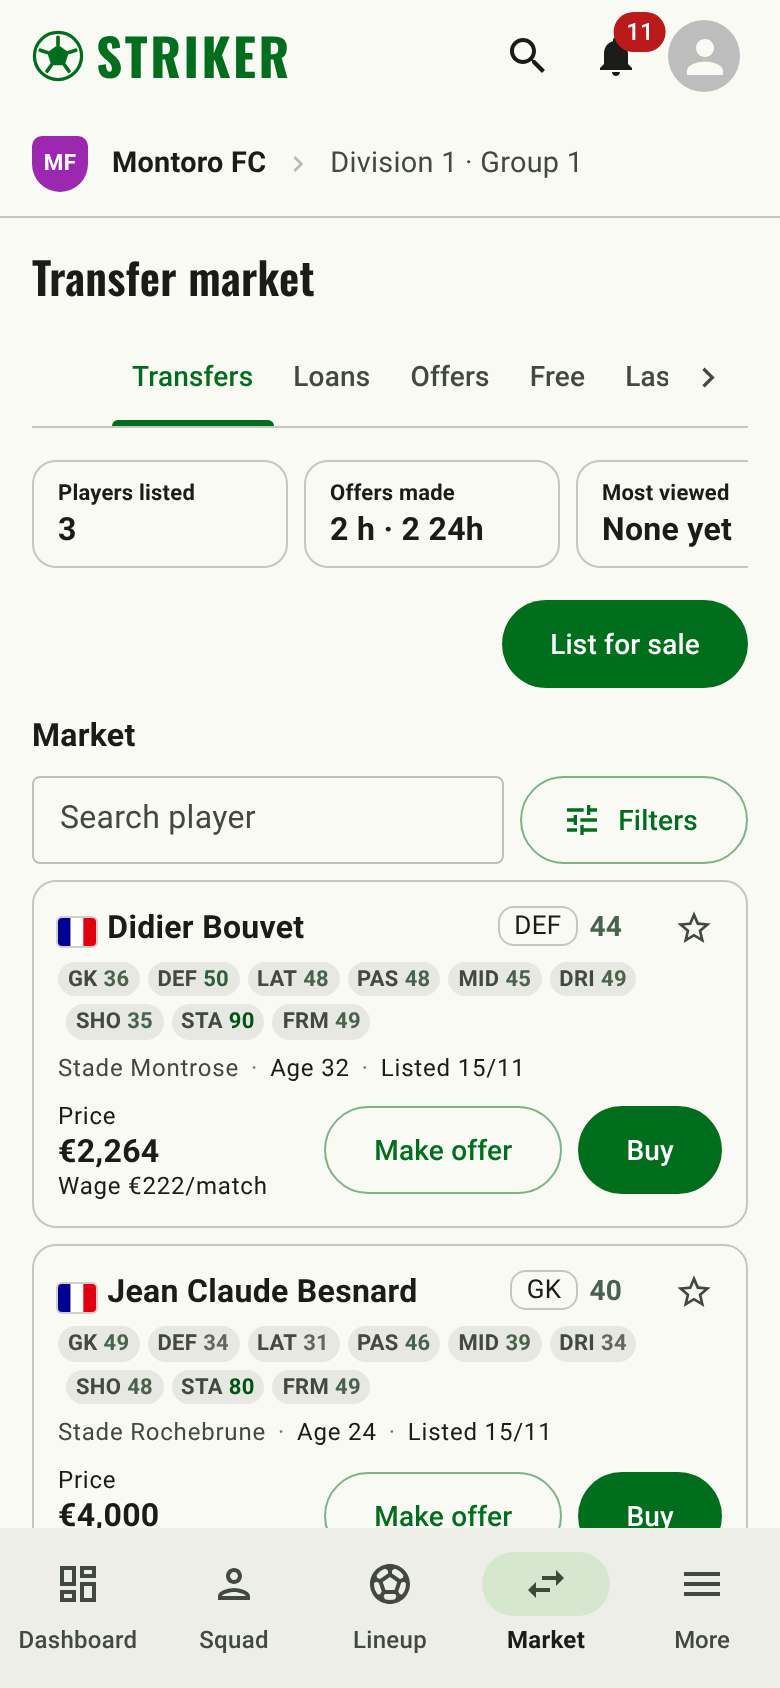 STRIKER
11
MF Montoro FC Division 1 · Group 1
Transfer market
Transfers Loans Offers Free Las
Players listed
3
Offers made
2 h · 2 24h
Most viewed
None yet
List for sale
Market
Search player
Filters
Didier Bouvet DEF 44
GK 36 DEF 50 LAT 48 PAS 48 MID 45 DRI 49
SHO 35 STA 90 FRM 49
Stade Montrose · Age 32 · Listed 15/11
Price
€2,264
Wage €222/match
Make offer
Buy
Jean Claude Besnard GK 40
GK 49 DEF 34 LAT 31 PAS 46 MID 39 DRI 34
SHO 48 STA 80 FRM 49
Stade Rochebrune · Age 24 · Listed 15/11
Price
€4,000
Make offer
Buy
Dashboard Squad Lineup Market More